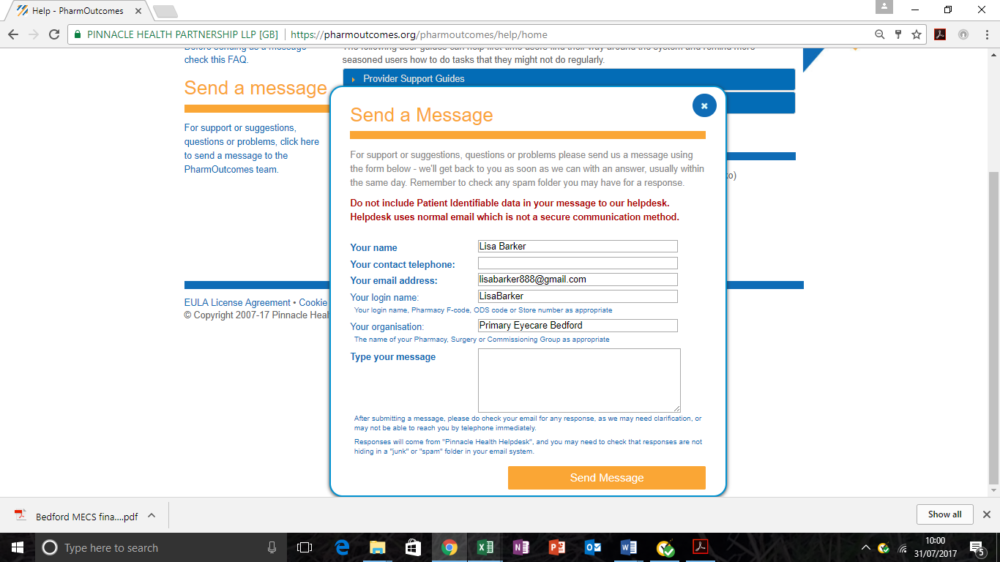 Help - PharmOutcomes
PINNACLE HEALTH PARTNERSHIP LLP [GB] https://pharmoutcomes.org/pharmoutcomes/help/home
Before sending us a message
check this FAQ.
The following user guides can help first time users find their way around the system and remind more
seasoned users how to do tasks that they might not do regularly.
Provider Support Guides
Send a message
For support or suggestions,
questions or problems, click here
to send a message to the
PharmOutcomes team.
Send a Message
For support or suggestions, questions or problems please send us a message using
the form below - we'll get back to you as soon as we can with an answer, usually within
the same day. Remember to check any spam folder you may have for a response.
Do not include Patient Identifiable data in your message to our helpdesk.
Helpdesk uses normal email which is not a secure communication method.
Your name Lisa Barker
Your contact telephone:
Your email address: lisabarker888@gmail.com
Your login name: LisaBarker
Your login name, Pharmacy F-code, ODS code or Store number as appropriate
Your organisation: Primary Eyecare Bedford
The name of your Pharmacy, Surgery or Commissioning Group as appropriate
Type your message
After submitting a message, please do check your email for any response, as we may need clarification, or
may not be able to reach you by telephone immediately.
Responses will come from "Pinnacle Health Helpdesk", and you may need to check that responses are not
hiding in a "junk" or "spam" folder in your email system.
Send Message
EULA License Agreement • Cookie
© Copyright 2007-17 Pinnacle Heal
Bedford MECS fina....pdf
Show all
Type here to search
10:00
31/07/2017
5